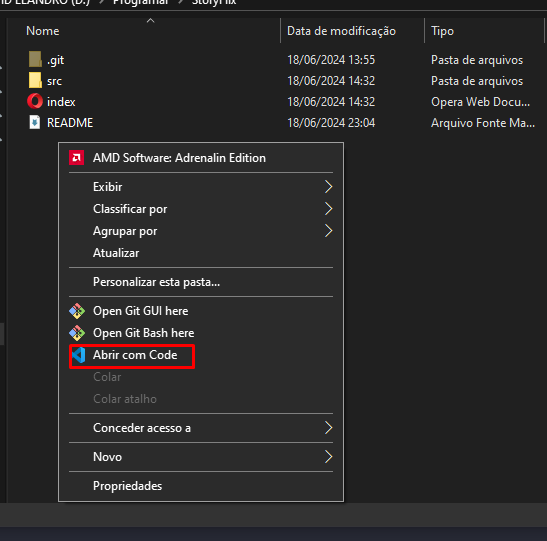 Programar
StoryFlix
Nome
Data de modificação
Tipo
.git
18/06/2024 13:55
Pasta de arquivos
src
18/06/2024 14:32
Pasta de arquivos
index
18/06/2024 14:32
Opera Web Docu...
README
18/06/2024 23:04
Arquivo Fonte Ma...
AMD Software: Adrenalin Edition
Exibir
Classificar por
Agrupar por
Atualizar
Personalizar esta pasta...
Open Git GUI here
Open Git Bash here
Abrir com Code
Colar
Colar atalho
Conceder acesso a
Novo
Propriedades